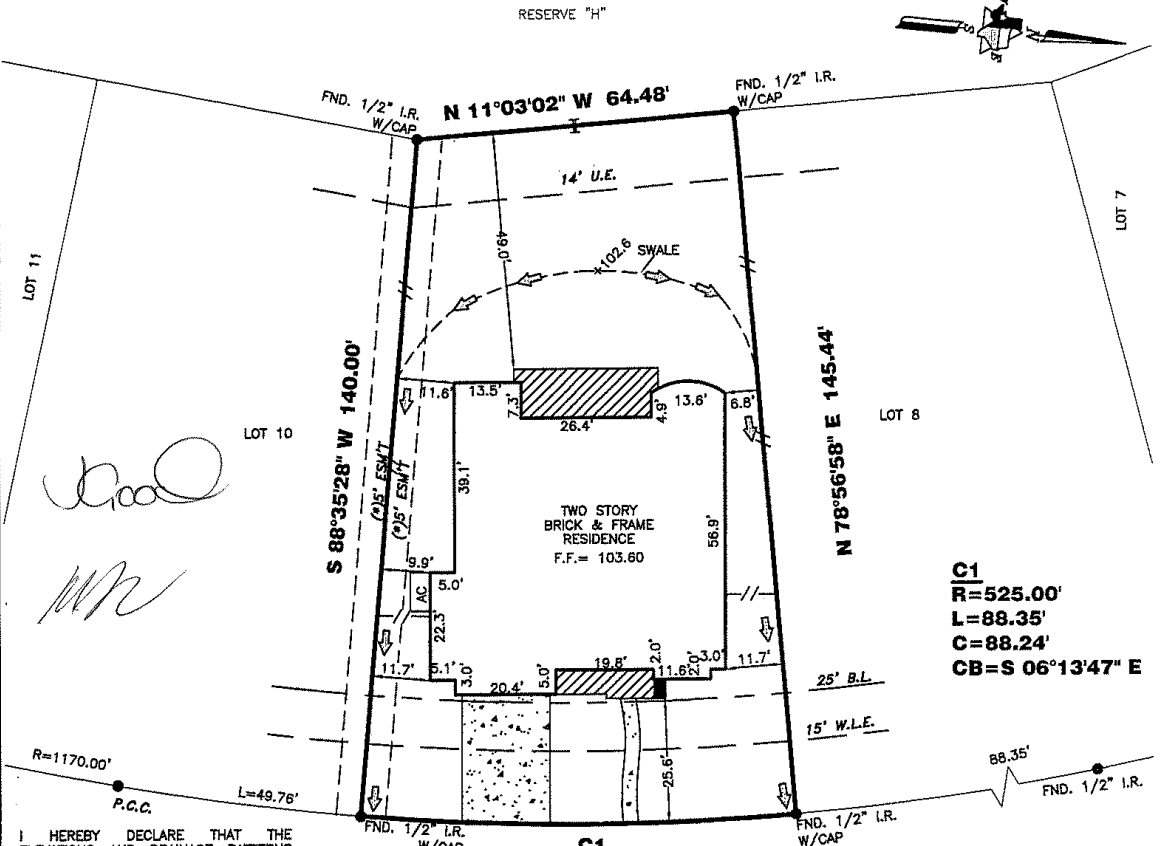 RESERVE "H"
S
N
FND. 1/2" I.R.
W/CAP
N 11°03'02" W 64.48'
FND. 1/2" I.R.
W/CAP
14' U.E.
LOT 11
LOT 7
49.0'
102.6
SWALE
S 88°35'28" W 140.00'
N 78°56'58" E 145.44'
LOT 10
LOT 8
(*)5' ESM'T
(*)5' ESM'T
11.6'
13.5'
7.3'
26.4'
4.9'
13.6'
6.8'
39.1'
56.9'
TWO STORY
BRICK & FRAME
RESIDENCE
F.F.= 103.60
9.9'
5.0'
AC
22.3'
11.7'
5.1'
3.0'
20.4'
5.0'
19.8'
2.0'
11.6'
2.0'
3.0'
11.7'
C1
R=525.00'
L=88.35'
C=88.24'
CB=S 06°13'47" E
25' B.L.
15' W.L.E.
25.6'
88.35'
R=1170.00'
P.C.C.
L=49.76'
FND. 1/2" I.R.
FND. 1/2" I.R.
W/CAP
FND. 1/2" I.R.
W/CAP
C1
I HEREBY DECLARE THAT THE